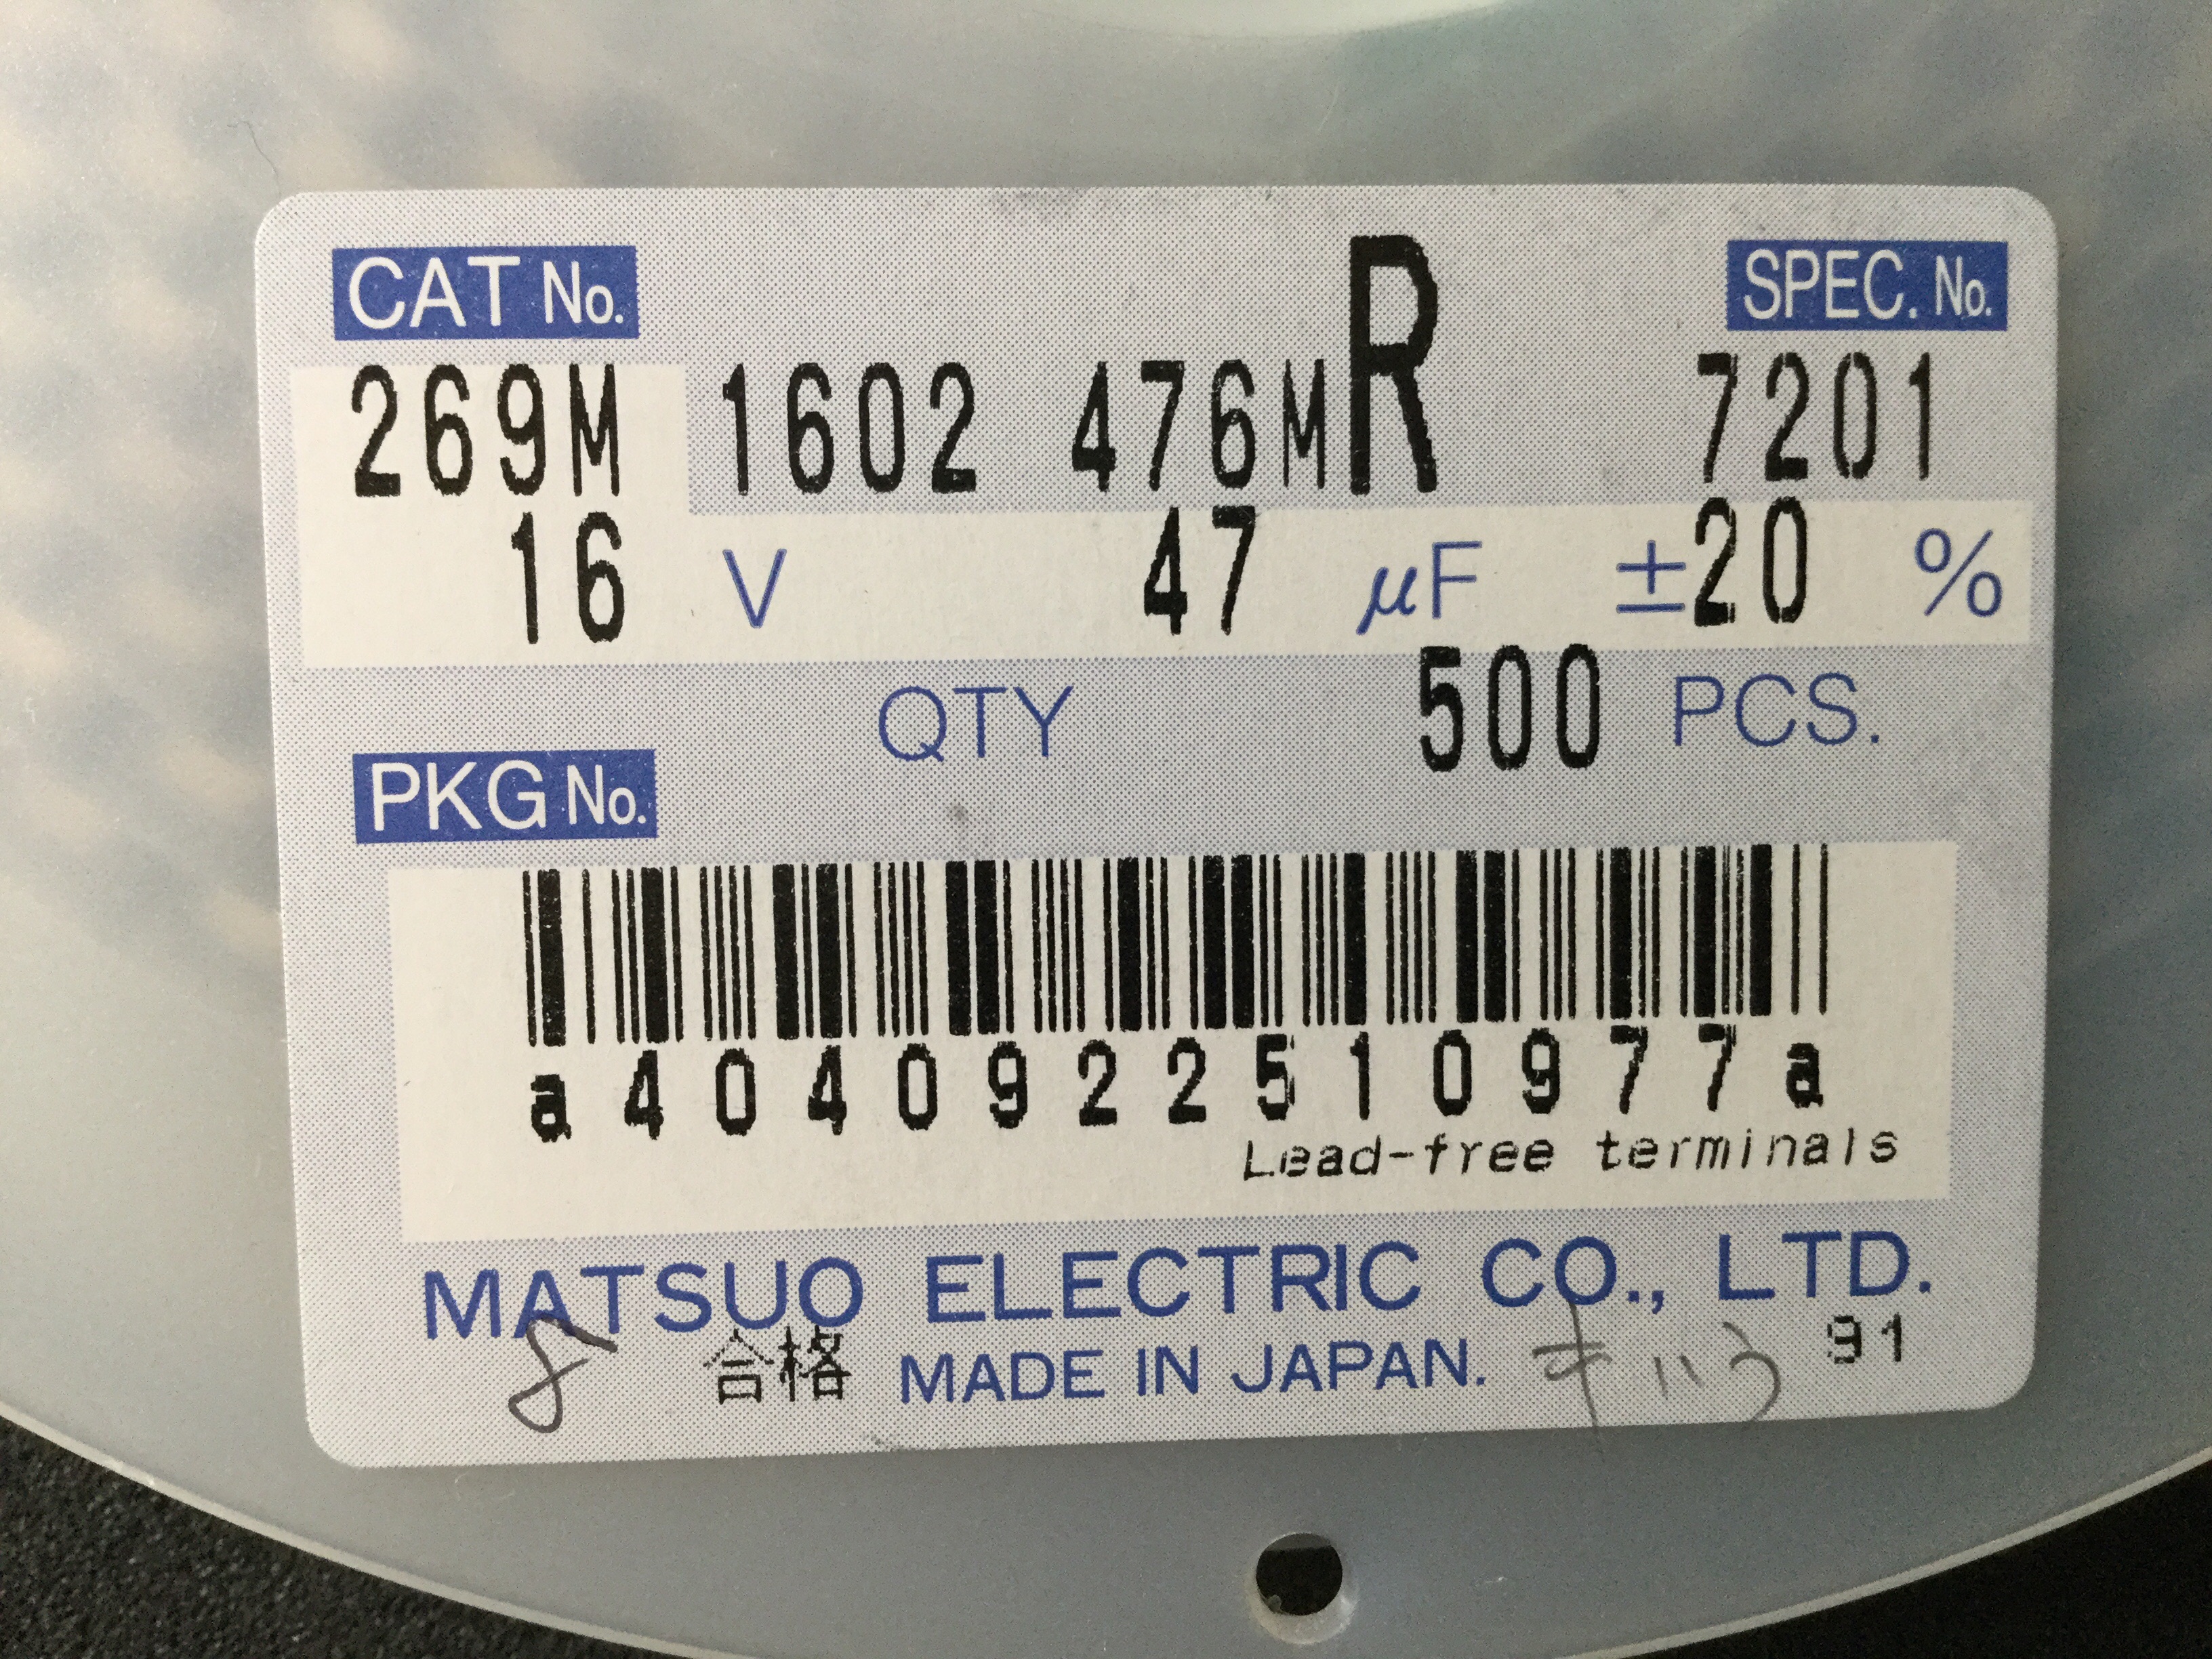 CAT No. SPEC. No.
269M 1602 476MR 7201
16 V 47 μF ±20 %
QTY 500 PCS.
PKG No.
a4040922510977a
Lead-free terminals
MATSUO ELECTRIC CO., LTD.
8 合格 MADE IN JAPAN. 91